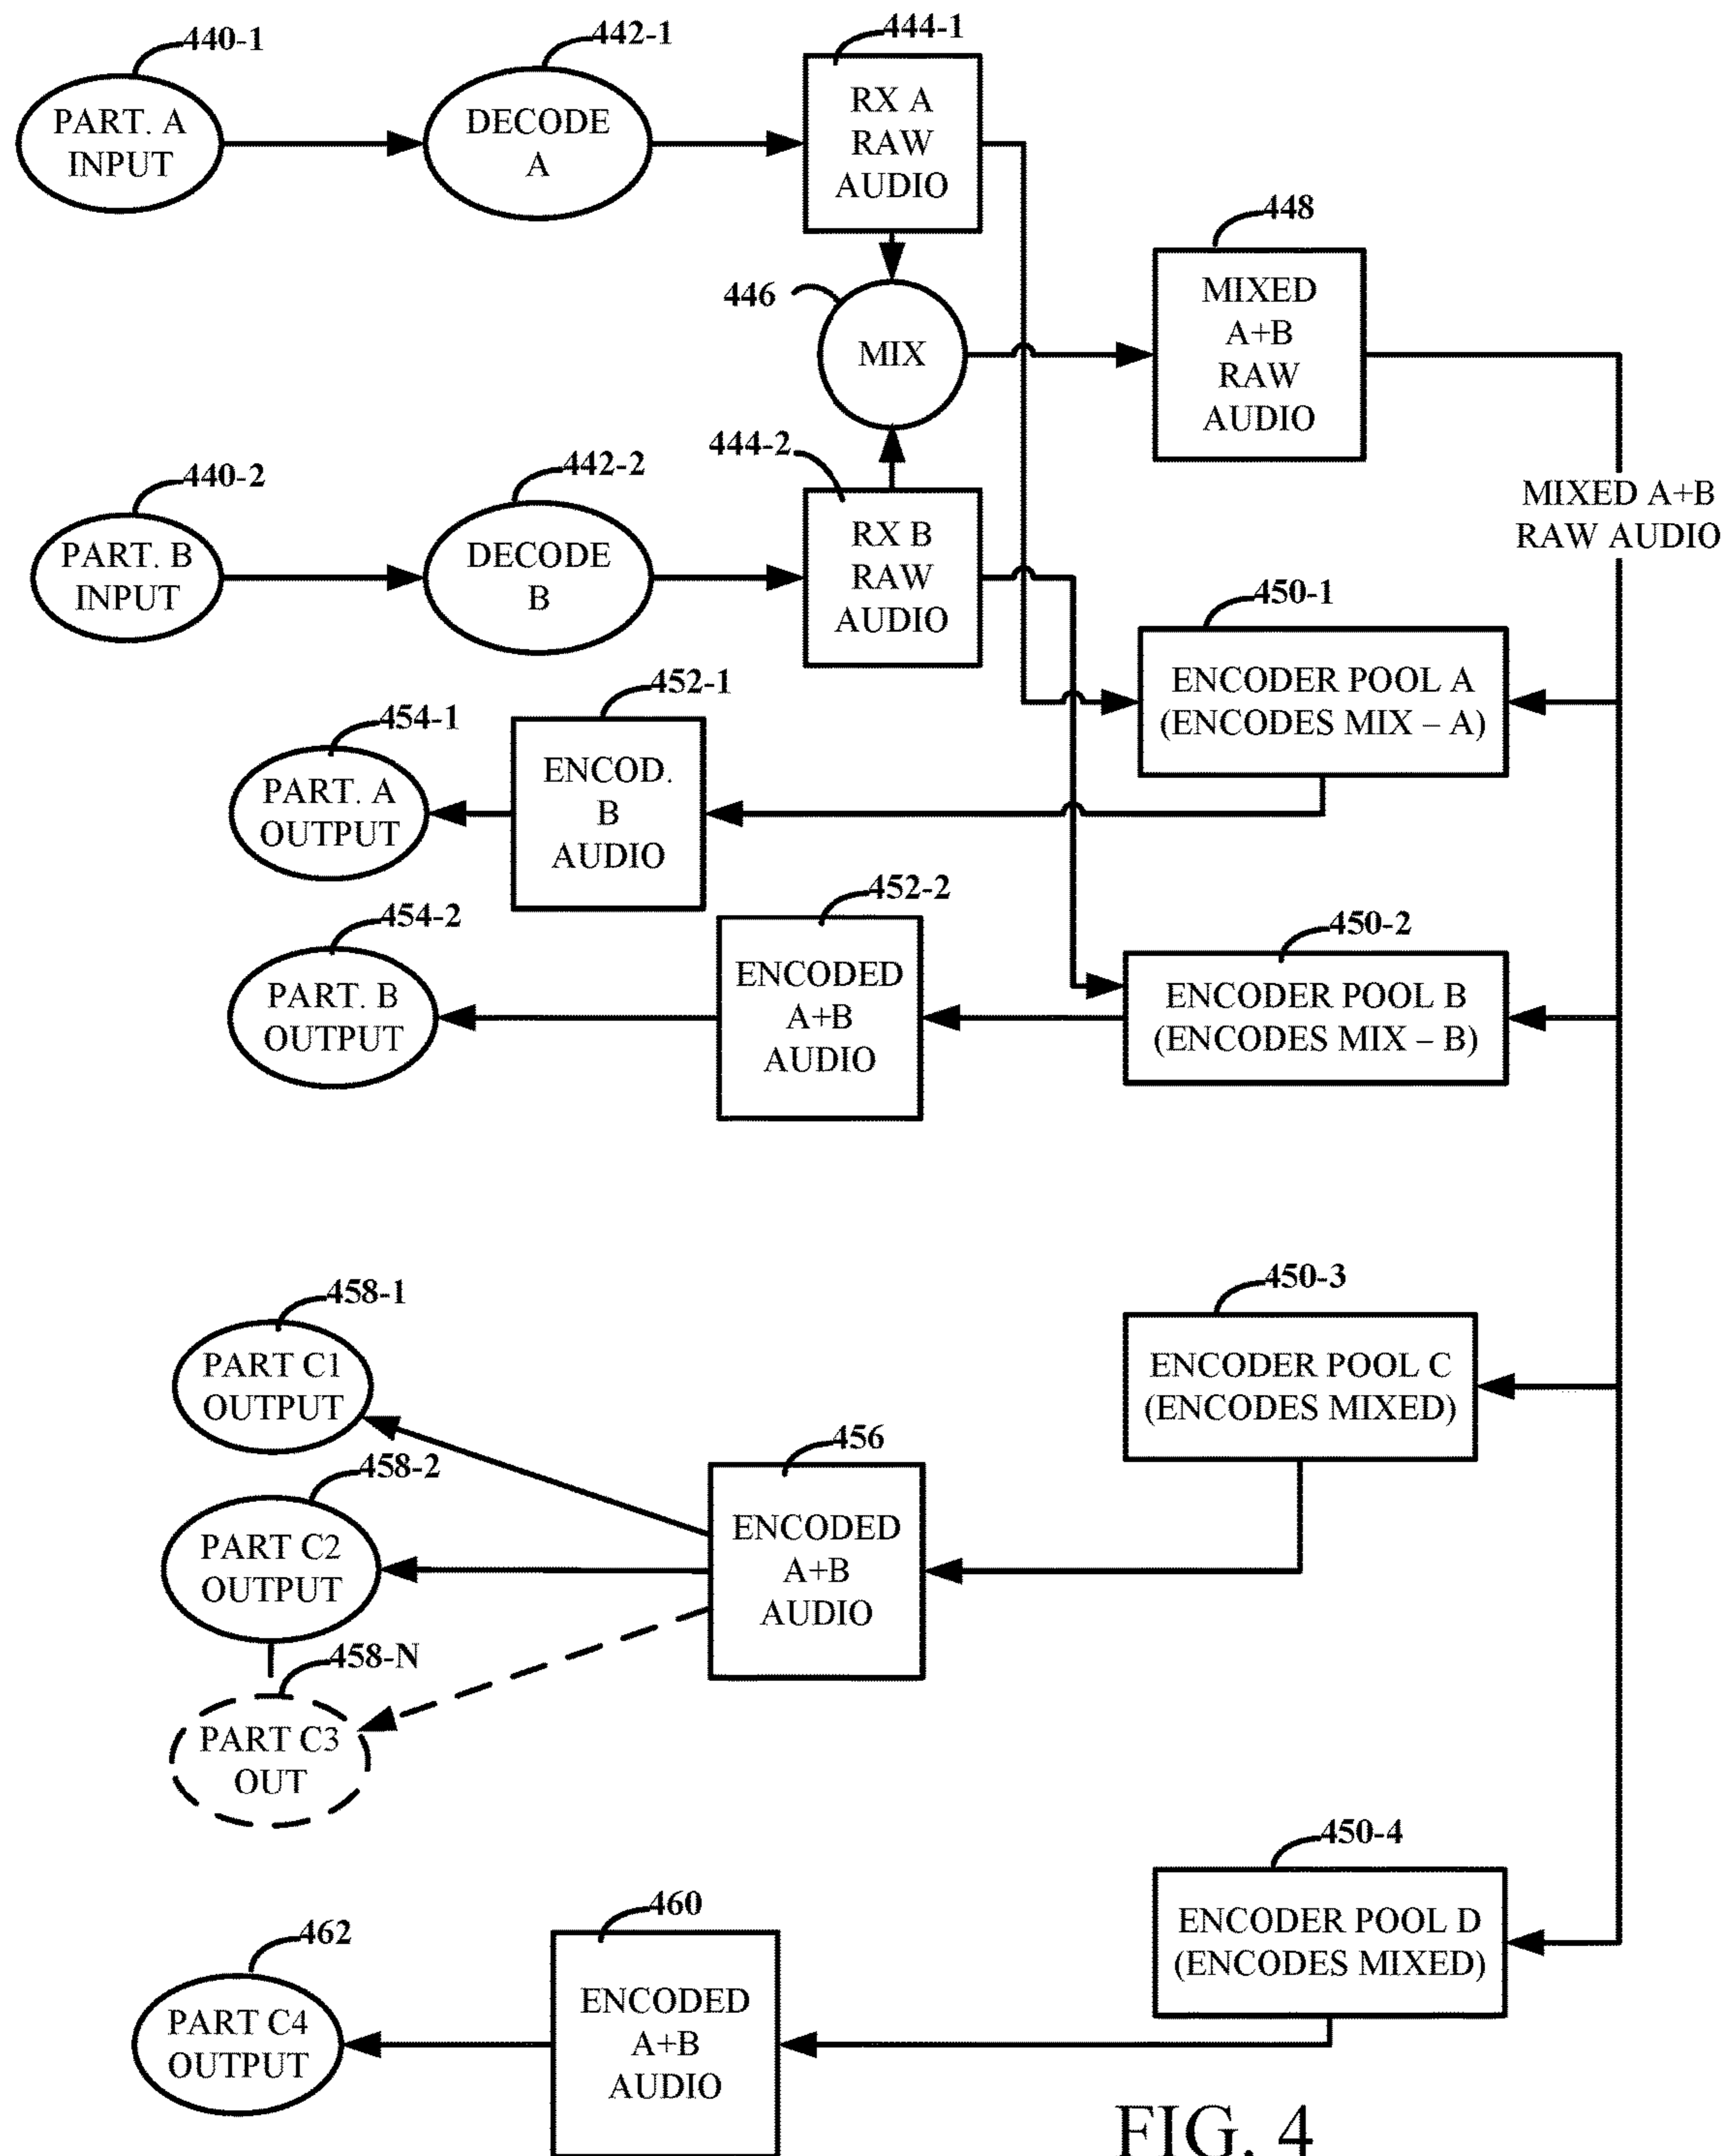 440-1
442-1
444-1
PART. A
INPUT
DECODE
A
RX A
RAW
AUDIO
448
446
MIX
MIXED
A+B
RAW
AUDIO
444-2
440-2
442-2
PART. B
INPUT
DECODE
B
RX B
RAW
AUDIO
MIXED A+B
RAW AUDIO
450-1
ENCODER POOL A
(ENCODES MIX – A)
452-1
454-1
PART. A
OUTPUT
ENCOD.
B
AUDIO
452-2
454-2
450-2
PART. B
OUTPUT
ENCODED
A+B
AUDIO
ENCODER POOL B
(ENCODES MIX – B)
458-1
450-3
PART C1
OUTPUT
ENCODER POOL C
(ENCODES MIXED)
456
458-2
PART C2
OUTPUT
ENCODED
A+B
AUDIO
458-N
PART C3
OUT
450-4
460
462
ENCODER POOL D
(ENCODES MIXED)
PART C4
OUTPUT
ENCODED
A+B
AUDIO
FIG. 4